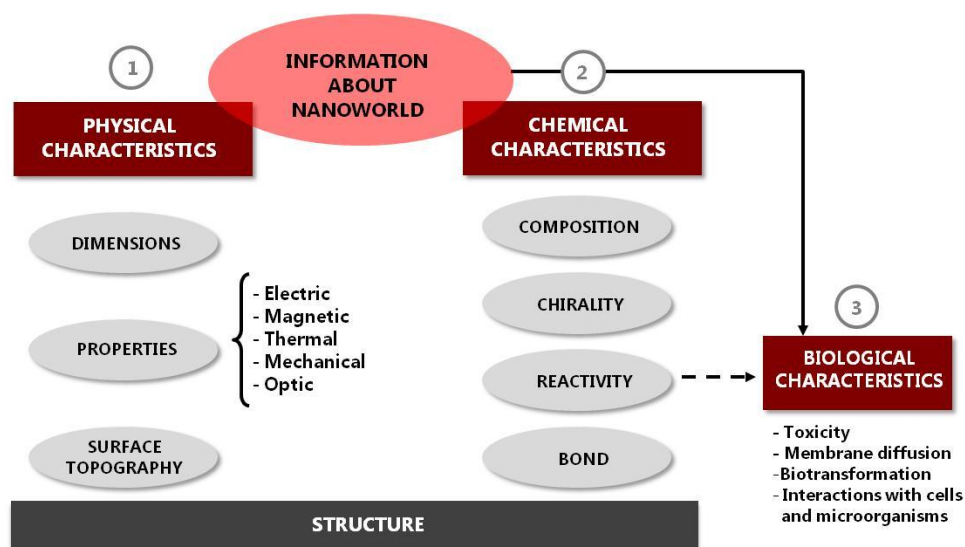 INFORMATION
ABOUT
NANOWORLD
1
PHYSICAL
CHARACTERISTICS
DIMENSIONS
PROPERTIES
- Electric
- Magnetic
- Thermal
- Mechanical
- Optic
SURFACE
TOPOGRAPHY
2
CHEMICAL
CHARACTERISTICS
COMPOSITION
CHIRALITY
REACTIVITY
BOND
STRUCTURE
3
BIOLOGICAL
CHARACTERISTICS
- Toxicity
- Membrane diffusion
-Biotransformation
- Interactions with cells
and microorganisms